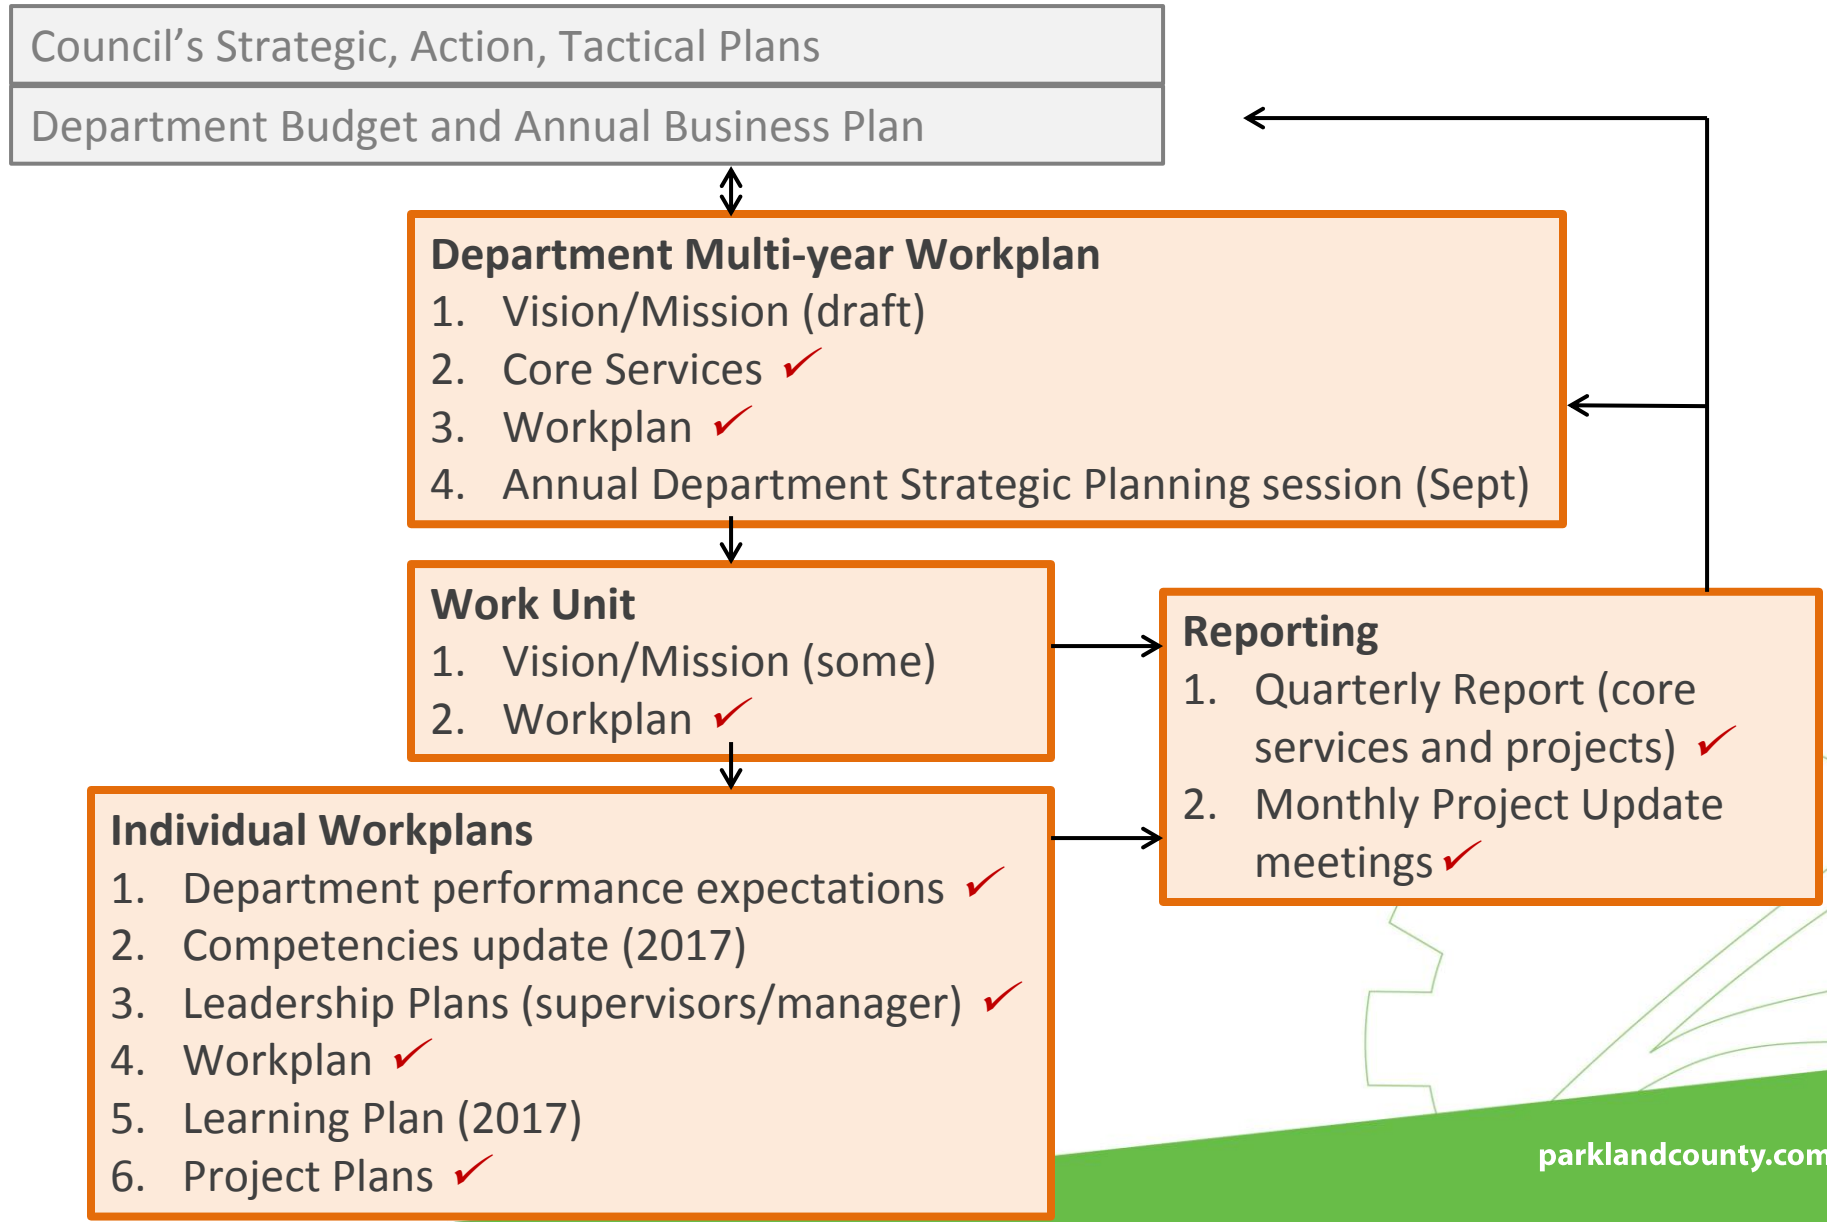 Council’s Strategic, Action, Tactical Plans
Department Budget and Annual Business Plan
Department Multi-year Workplan
1. Vision/Mission (draft)
2. Core Services ✓
3. Workplan ✓
4. Annual Department Strategic Planning session (Sept)
Work Unit
1. Vision/Mission (some)
2. Workplan ✓
Reporting
1. Quarterly Report (core
services and projects) ✓
2. Monthly Project Update
meetings ✓
Individual Workplans
1. Department performance expectations ✓
2. Competencies update (2017)
3. Leadership Plans (supervisors/manager) ✓
4. Workplan ✓
5. Learning Plan (2017)
6. Project Plans ✓
parklandcounty.com